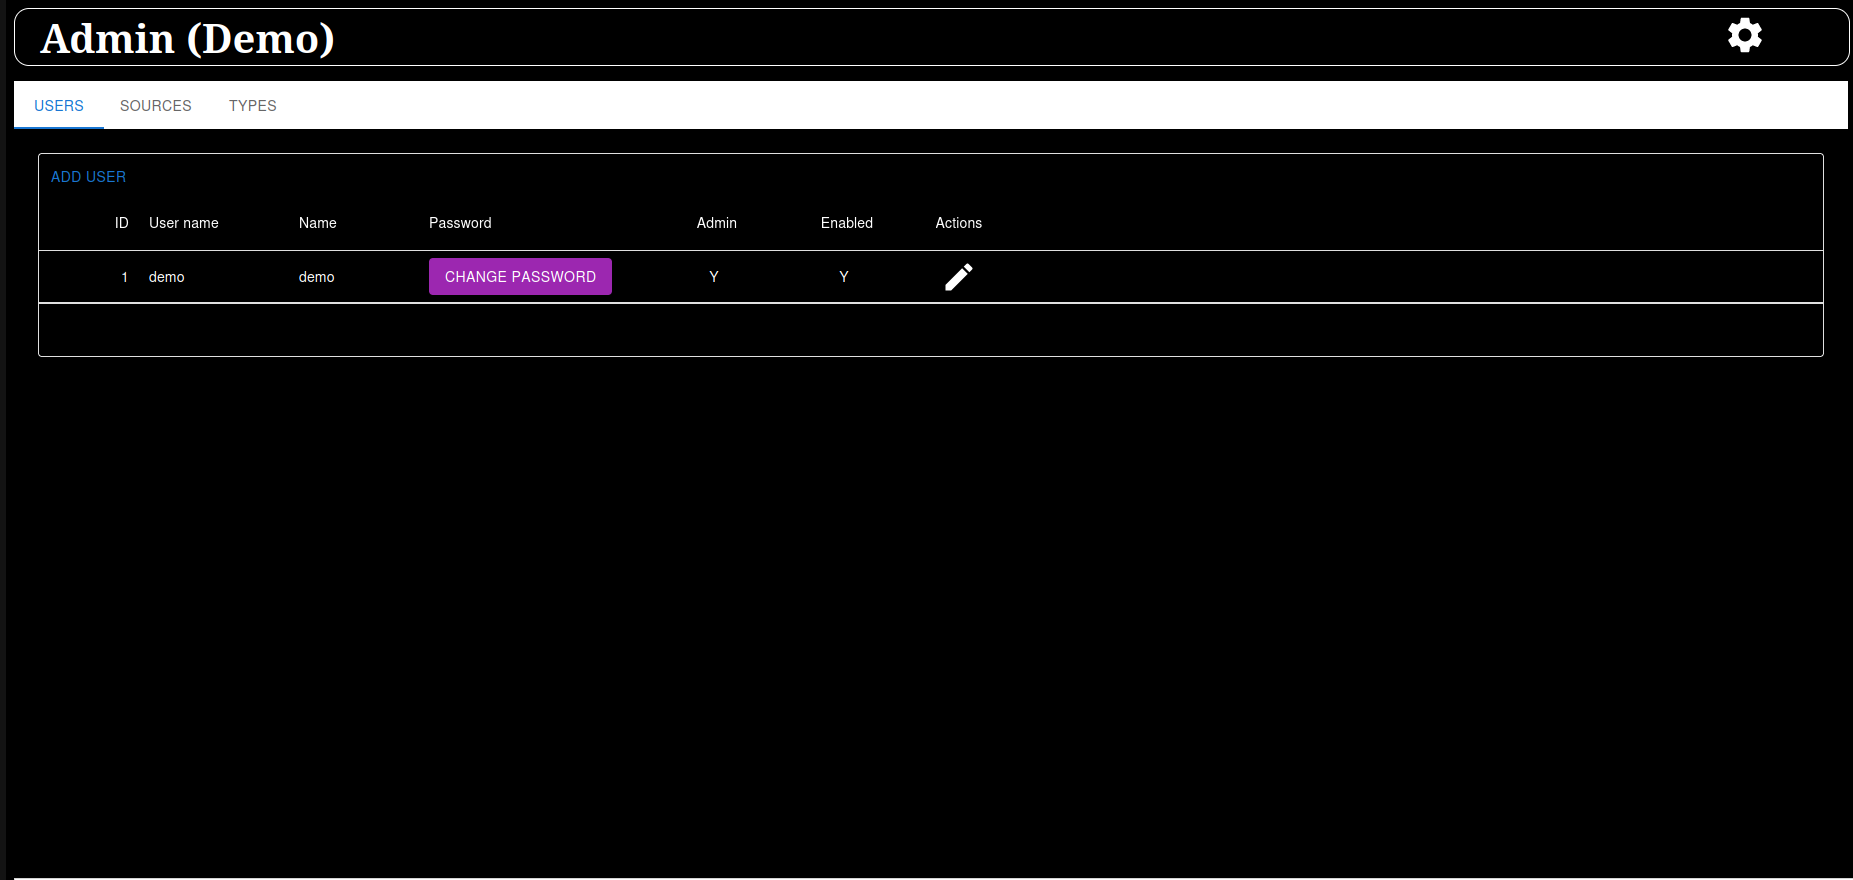 Admin (Demo)
USERS SOURCES TYPES
ADD USER
ID User name Name Password Admin Enabled Actions
1 demo demo CHANGE PASSWORD Y Y